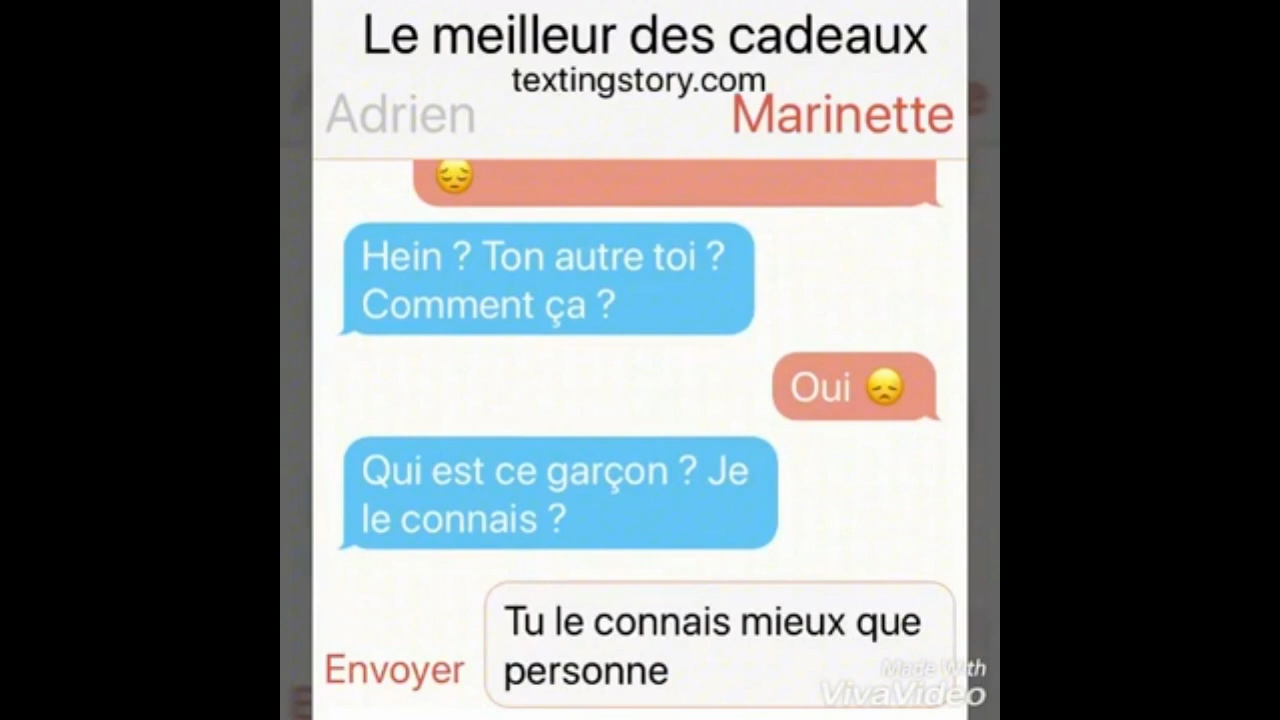 Le meilleur des cadeaux
textingstory.com
Adrien Marinette
😔
Hein ? Ton autre toi ?
Comment ça ?
Oui 😞
Qui est ce garçon ? Je
le connais ?
Tu le connais mieux que
personne
Envoyer
Made With
VivaVideo